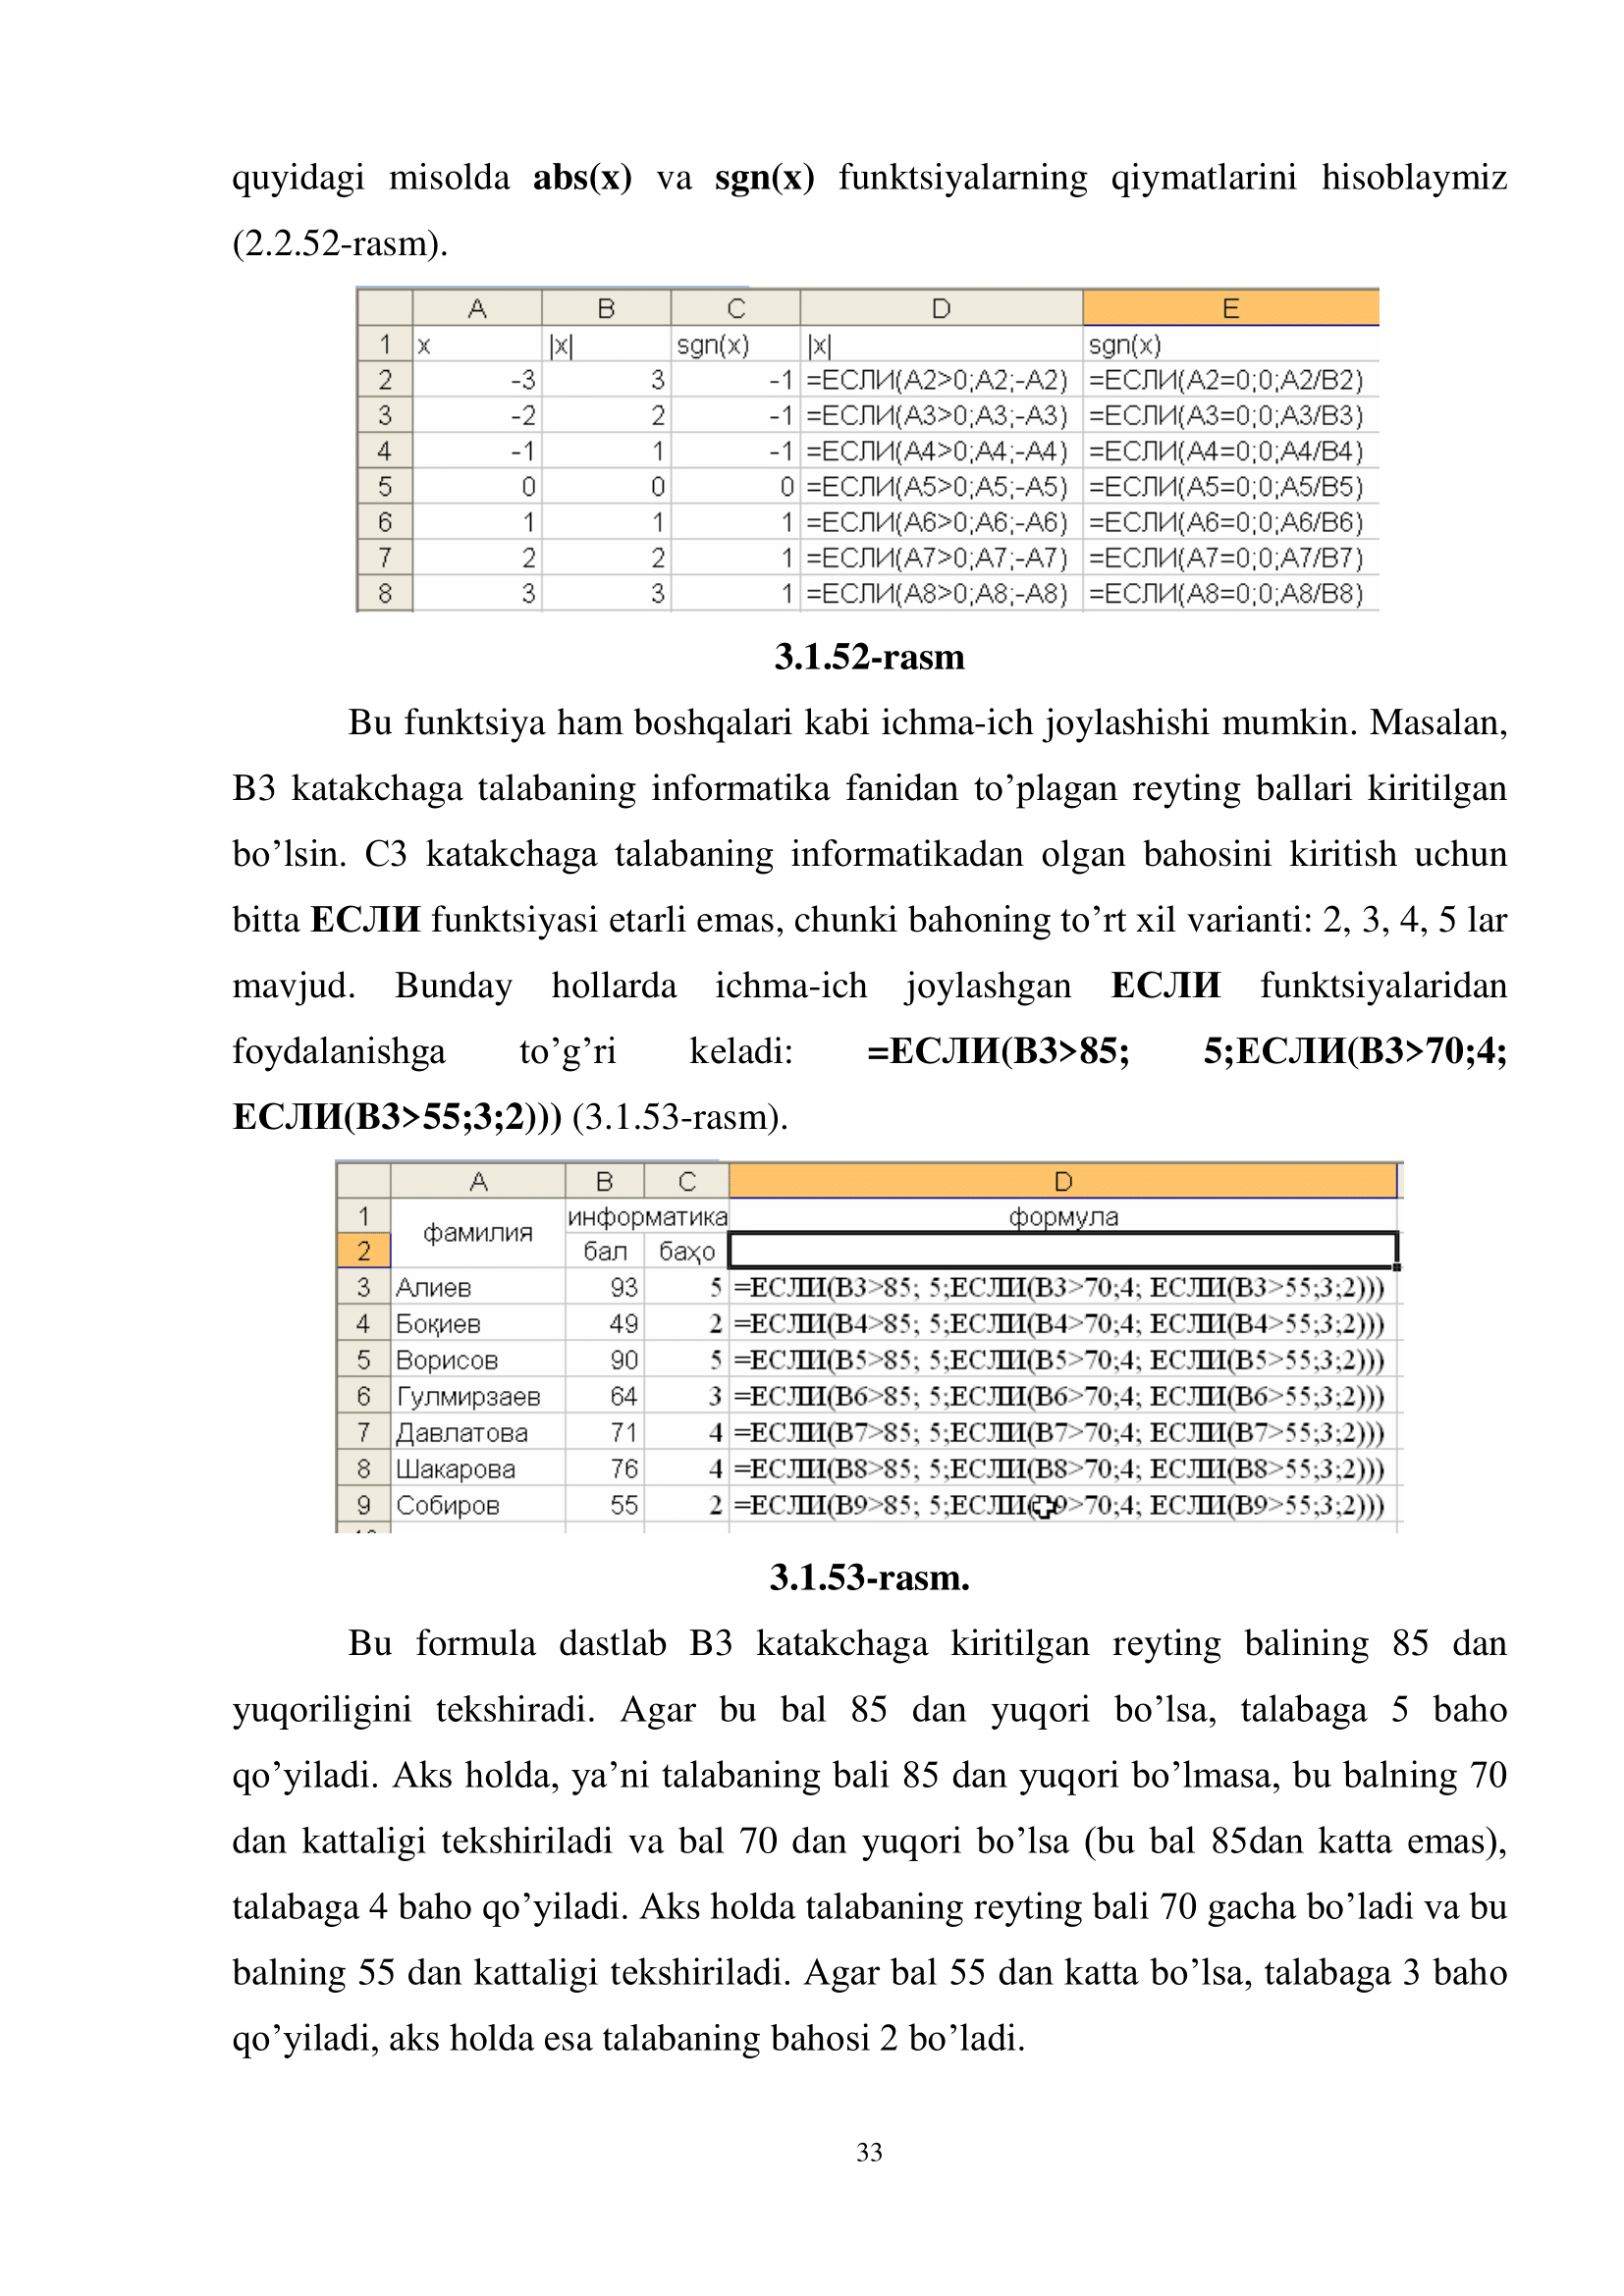 quyidagi misolda abs(x) va sgn(x) funktsiyalarning qiymatlarini hisoblaymiz
(2.2.52-rasm).
A B C D E
1 x |x| sgn(x) |x| sgn(x)
2 -3 3 -1 =ЕСЛИ(A2>0;A2;-A2) =ЕСЛИ(A2=0;0;A2/B2)
3 -2 2 -1 =ЕСЛИ(A3>0;A3;-A3) =ЕСЛИ(A3=0;0;A3/B3)
4 -1 1 -1 =ЕСЛИ(A4>0;A4;-A4) =ЕСЛИ(A4=0;0;A4/B4)
5 0 0 0 =ЕСЛИ(A5>0;A5;-A5) =ЕСЛИ(A5=0;0;A5/B5)
6 1 1 1 =ЕСЛИ(A6>0;A6;-A6) =ЕСЛИ(A6=0;0;A6/B6)
7 2 2 1 =ЕСЛИ(A7>0;A7;-A7) =ЕСЛИ(A7=0;0;A7/B7)
8 3 3 1 =ЕСЛИ(A8>0;A8;-A8) =ЕСЛИ(A8=0;0;A8/B8)
3.1.52-rasm
Bu funktsiya ham boshqalari kabi ichma-ich joylashishi mumkin. Masalan,
B3 katakchaga talabaning informatika fanidan to’plagan reyting ballari kiritilgan
bo’lsin. C3 katakchaga talabaning informatikadan olgan bahosini kiritish uchun
bitta ЕСЛИ funktsiyasi etarli emas, chunki bahoning to’rt xil varianti: 2, 3, 4, 5 lar
mavjud. Bunday hollarda ichma-ich joylashgan ЕСЛИ funktsiyalaridan
foydalanishga to’g’ri keladi: =ЕСЛИ(B3>85; 5;ЕСЛИ(B3>70;4;
ЕСЛИ(B3>55;3;2))) (3.1.53-rasm).
A B C D
1 фамилия информатика формула
2 бал баҳо
3 Алиев 93 5 =ЕСЛИ(B3>85; 5;ЕСЛИ(B3>70;4; ЕСЛИ(B3>55;3;2)))
4 Боқиев 49 2 =ЕСЛИ(B4>85; 5;ЕСЛИ(B4>70;4; ЕСЛИ(B4>55;3;2)))
5 Ворисов 90 5 =ЕСЛИ(B5>85; 5;ЕСЛИ(B5>70;4; ЕСЛИ(B5>55;3;2)))
6 Гулмирзаев 64 3 =ЕСЛИ(B6>85; 5;ЕСЛИ(B6>70;4; ЕСЛИ(B6>55;3;2)))
7 Давлатова 71 4 =ЕСЛИ(B7>85; 5;ЕСЛИ(B7>70;4; ЕСЛИ(B7>55;3;2)))
8 Шакарова 76 4 =ЕСЛИ(B8>85; 5;ЕСЛИ(B8>70;4; ЕСЛИ(B8>55;3;2)))
9 Собиров 55 2 =ЕСЛИ(B9>85; 5;ЕСЛИ(B9>70;4; ЕСЛИ(B9>55;3;2)))
3.1.53-rasm.
Bu formula dastlab B3 katakchaga kiritilgan reyting balining 85 dan
yuqoriligini tekshiradi. Agar bu bal 85 dan yuqori bo’lsa, talabaga 5 baho
qo’yiladi. Aks holda, ya’ni talabaning bali 85 dan yuqori bo’lmasa, bu balning 70
dan kattaligi tekshiriladi va bal 70 dan yuqori bo’lsa (bu bal 85dan katta emas),
talabaga 4 baho qo’yiladi. Aks holda talabaning reyting bali 70 gacha bo’ladi va bu
balning 55 dan kattaligi tekshiriladi. Agar bal 55 dan katta bo’lsa, talabaga 3 baho
qo’yiladi, aks holda esa talabaning bahosi 2 bo’ladi.
33